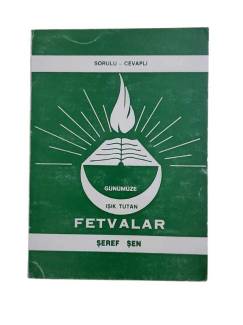 SORULU - CEVAPLI
GÜNÜMÜZE
IŞIK TUTAN
FETVALAR
ŞEREF ŞEN